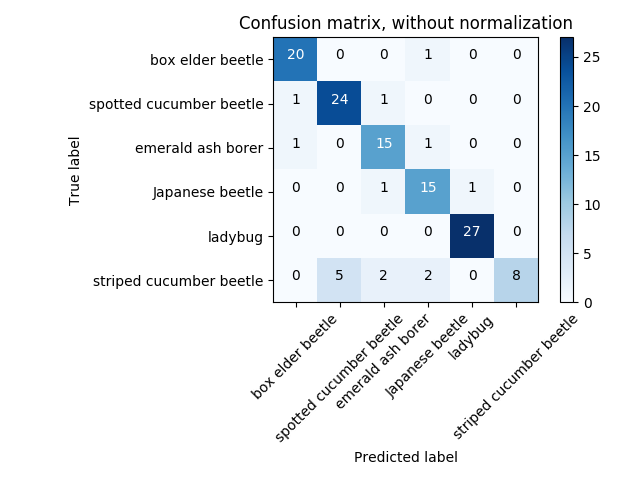 Confusion matrix, without normalization
True label
box elder beetle 20 0 0 1 0 0
spotted cucumber beetle 1 24 1 0 0 0
emerald ash borer 1 0 15 1 0 0
Japanese beetle 0 0 1 15 1 0
ladybug 0 0 0 0 27 0
striped cucumber beetle 0 5 2 2 0 8
box elder beetle
spotted cucumber beetle
emerald ash borer
Japanese beetle
ladybug
striped cucumber beetle
Predicted label
25
20
15
10
5
0